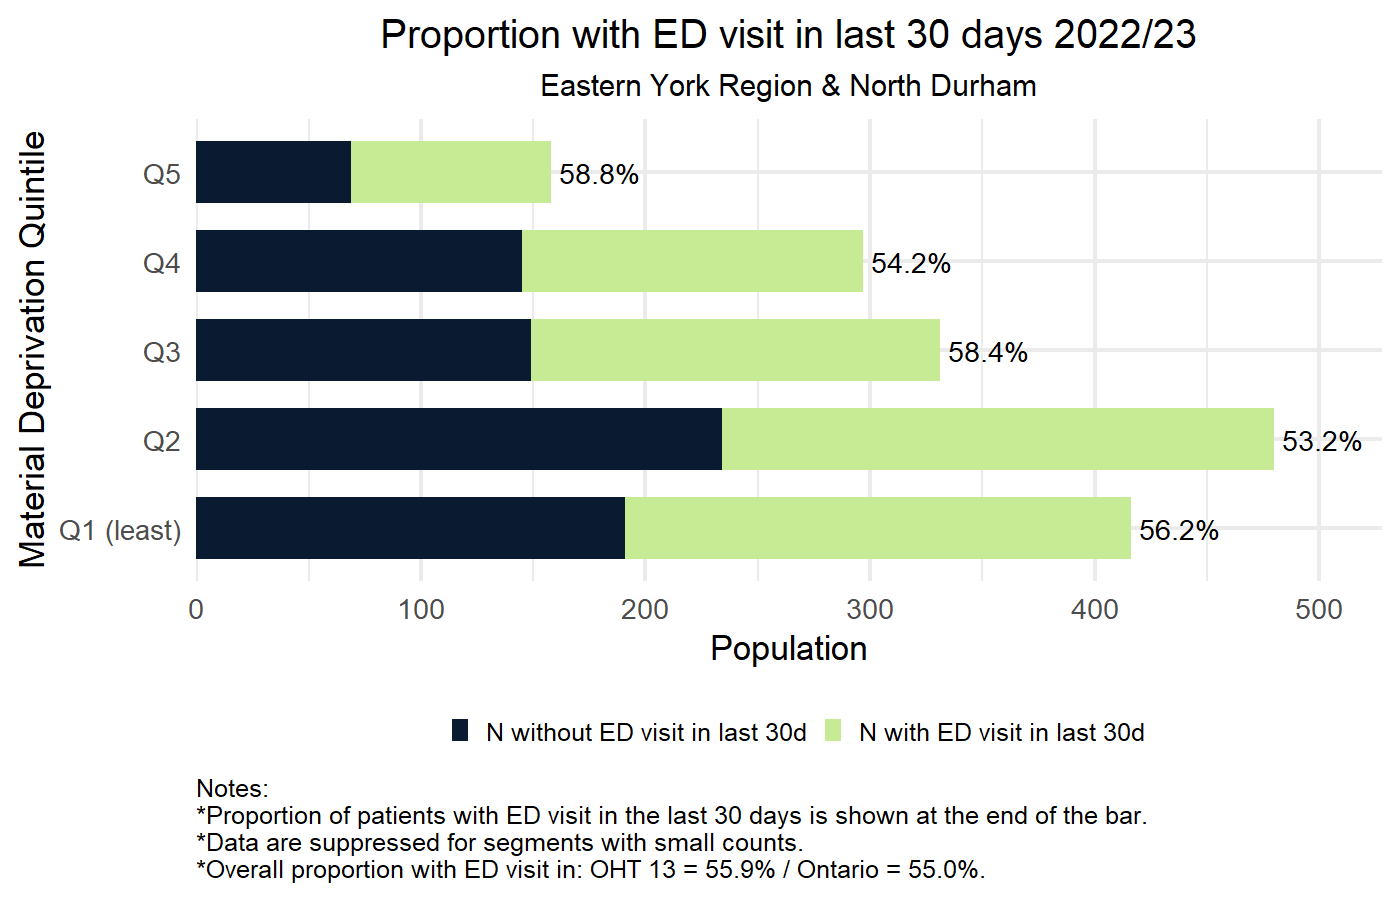 Proportion with ED visit in last 30 days 2022/23
Eastern York Region & North Durham
Material Deprivation Quintile
Q5
58.8%
Q4
54.2%
Q3
58.4%
Q2
53.2%
Q1 (least)
56.2%
0 100 200 300 400 500
Population
N without ED visit in last 30d N with ED visit in last 30d
Notes:
*Proportion of patients with ED visit in the last 30 days is shown at the end of the bar.
*Data are suppressed for segments with small counts.
*Overall proportion with ED visit in: OHT 13 = 55.9% / Ontario = 55.0%.